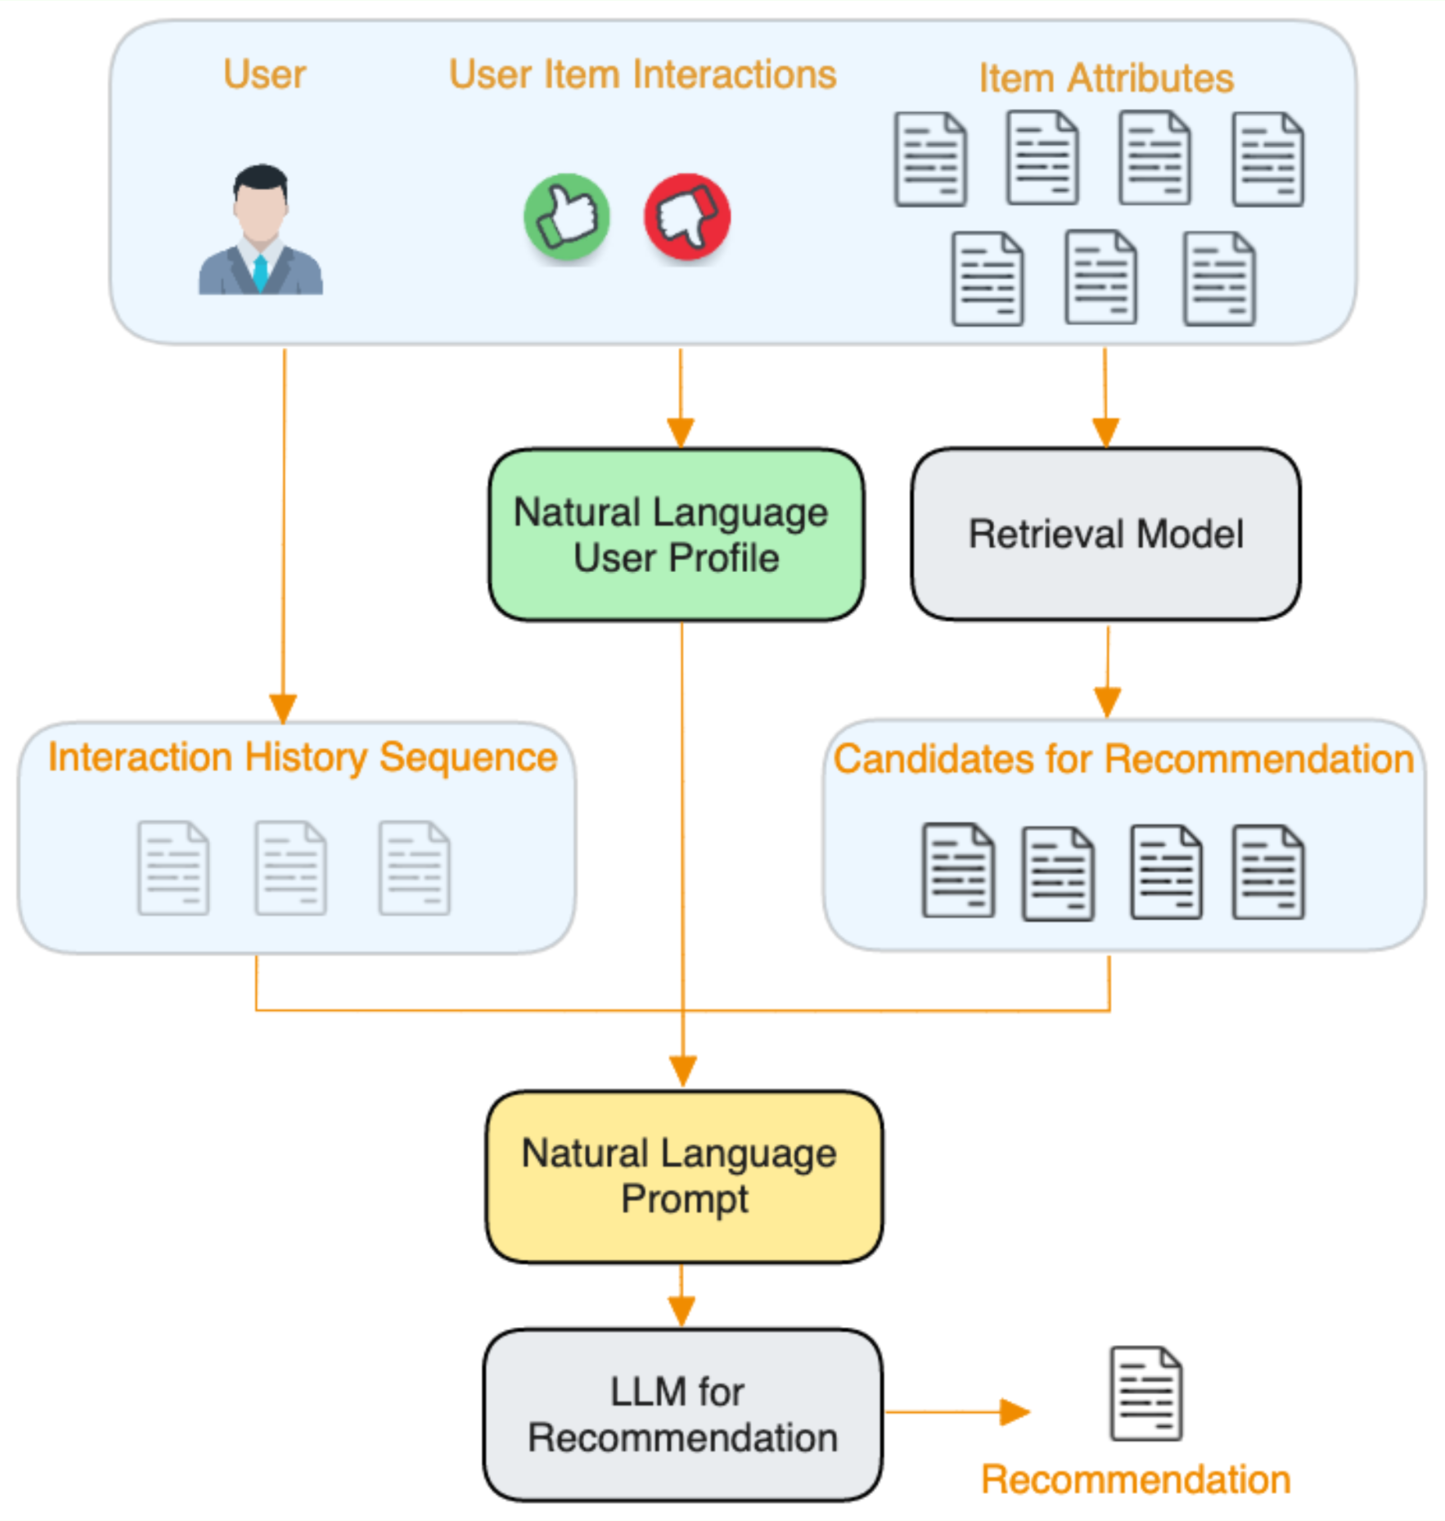 User
User Item Interactions
Item Attributes
Natural Language
User Profile
Retrieval Model
Interaction History Sequence
Candidates for Recommendation
Natural Language
Prompt
LLM for
Recommendation
Recommendation